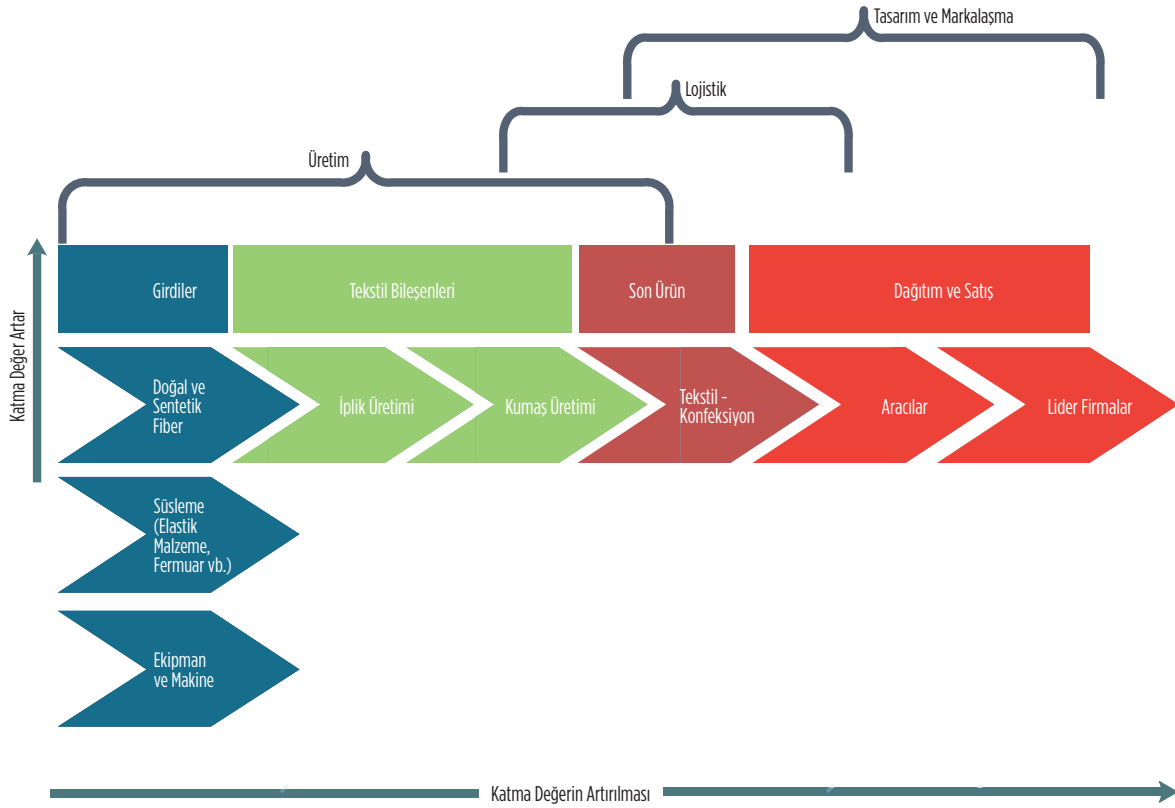 Tasarım ve Markalaşma
Lojistik
Üretim
Katma Değer Artar
Girdiler
Tekstil Bileşenleri
Son Ürün
Dağıtım ve Satış
Doğal ve
Sentetik
Fiber
İplik Üretimi
Kumaş Üretimi
Tekstil -
Konfeksiyon
Aracılar
Lider Firmalar
Süsleme
(Elastik
Malzeme,
Fermuar vb.)
Ekipman
ve Makine
Katma Değerin Artırılması